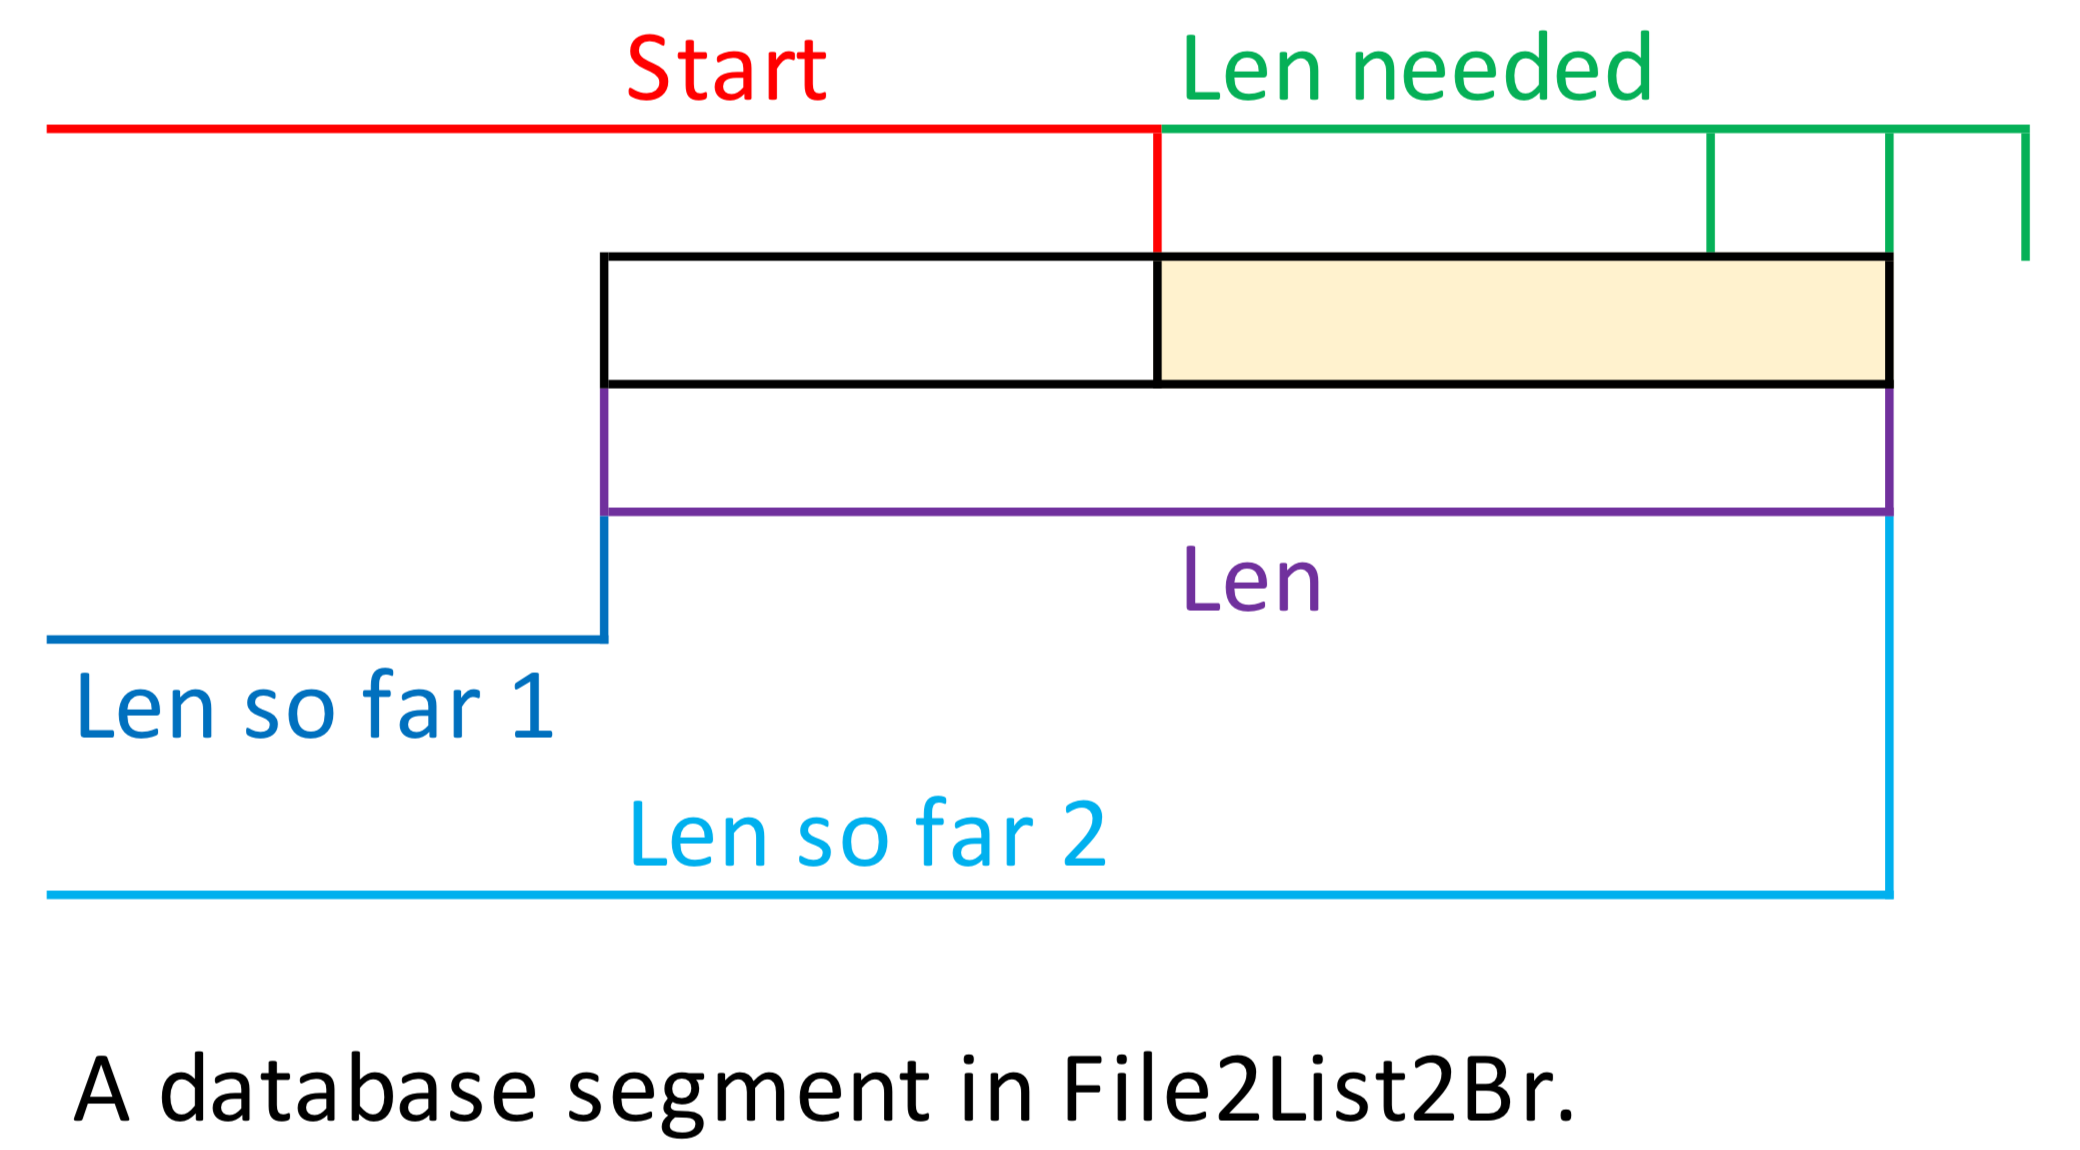 Start
Len needed
Len
Len so far 1
Len so far 2
A database segment in File2List2Br.